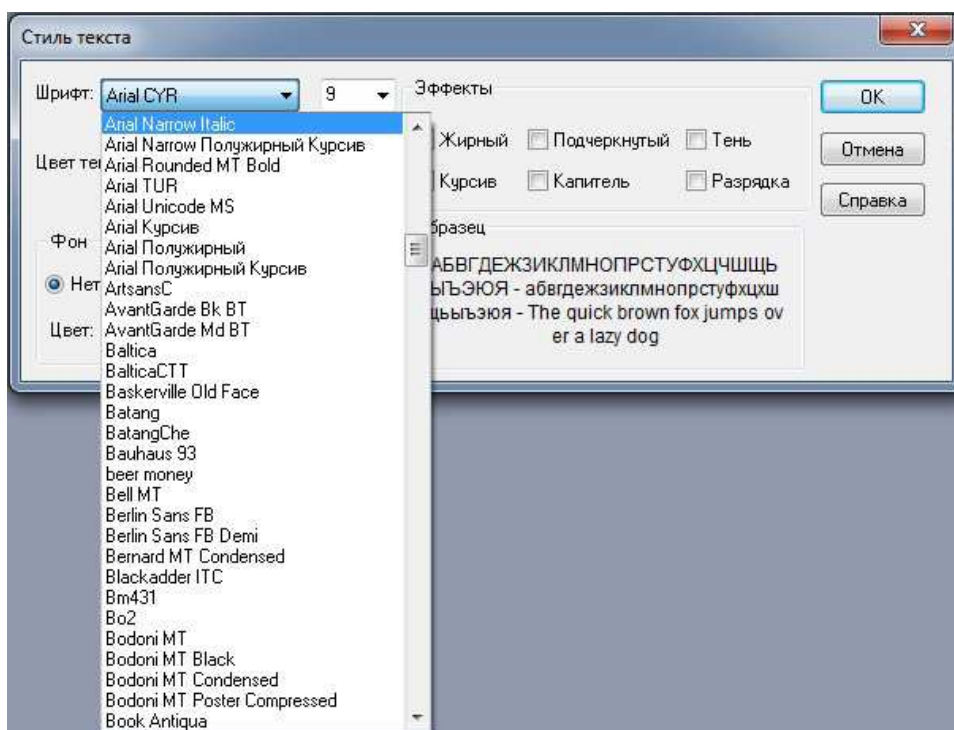 Стиль текста
Шрифт: Arial CYR 9
Эффекты
Жирный Подчеркнутый Тень
Курсив Капитель Разрядка
OK
Отмена
Справка
Цвет
Фон
Нет
Цвет:
Arial Narrow Italic
Arial Narrow Полужирный Курсив
Arial Rounded MT Bold
Arial TUR
Arial Unicode MS
Arial Курсив
Arial Полужирный
Arial Полужирный Курсив
ArtsansC
AvantGarde Bk BT
AvantGarde Md BT
Baltica
BalticaCTT
Baskerville Old Face
Batang
BatangChe
Bauhaus 93
beer money
Bell MT
Berlin Sans FB
Berlin Sans FB Demi
Bernard MT Condensed
Blackadder ITC
Bm431
Bo2
Bodoni MT
Bodoni MT Black
Bodoni MT Condensed
Bodoni MT Poster Compressed
Book Antiqua
бразец
АБВГДЕЖЗИКЛМНОПРСТУФХЦЧШЩЬ
ЫЪЭЮЯ - абвгдежзиклмнопрстуфхцчш
щьыъэюя - The quick brown fox jumps ov
er a lazy dog